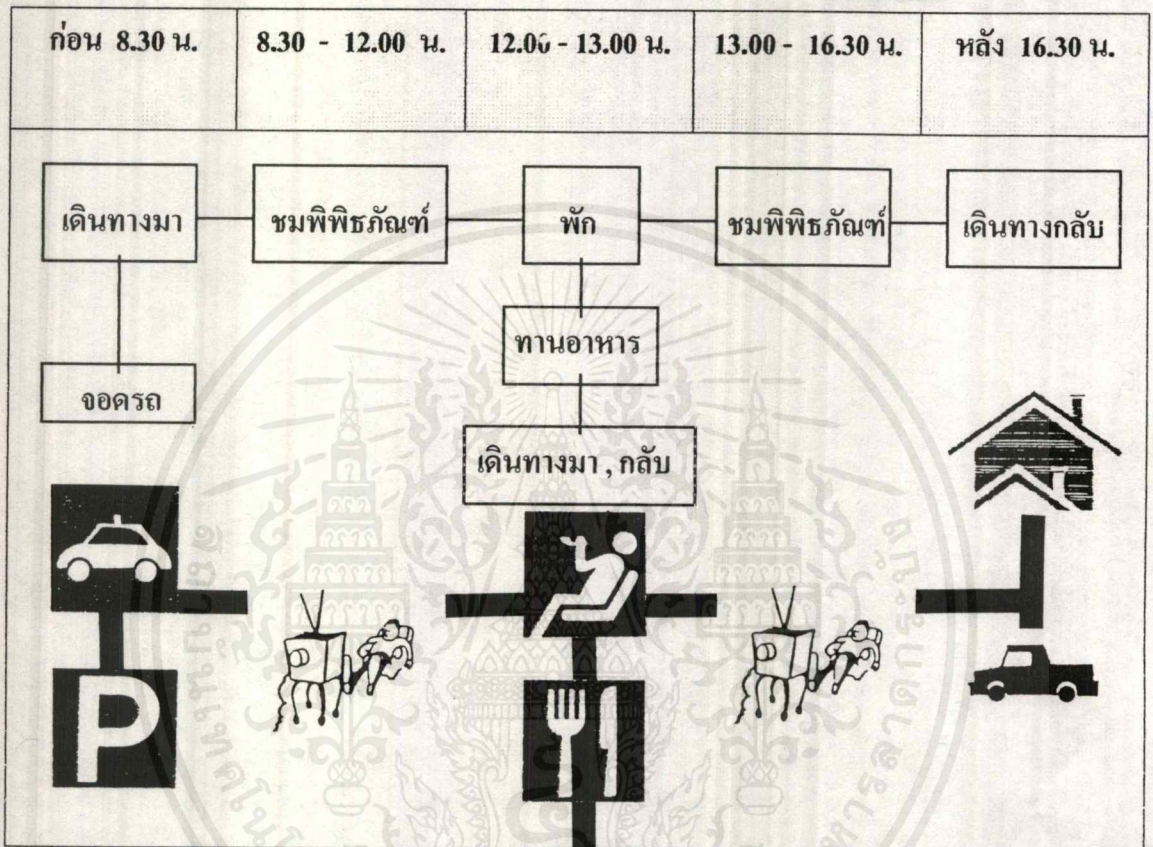 ก่อน 8.30 น.
8.30 - 12.00 น.
12.00 - 13.00 น.
13.00 - 16.30 น.
หลัง 16.30 น.
เดินทางมา
ชมพิพิธภัณฑ์
พัก
ชมพิพิธภัณฑ์
เดินทางกลับ
ทานอาหาร
จอดรถ
เดินทางมา , กลับ
P